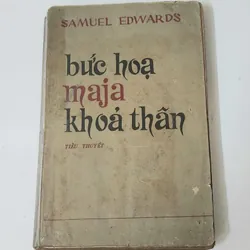 SAMUEL EDWARDS
bức hoạ
maja
khoả thân
TIỂU THUYẾT